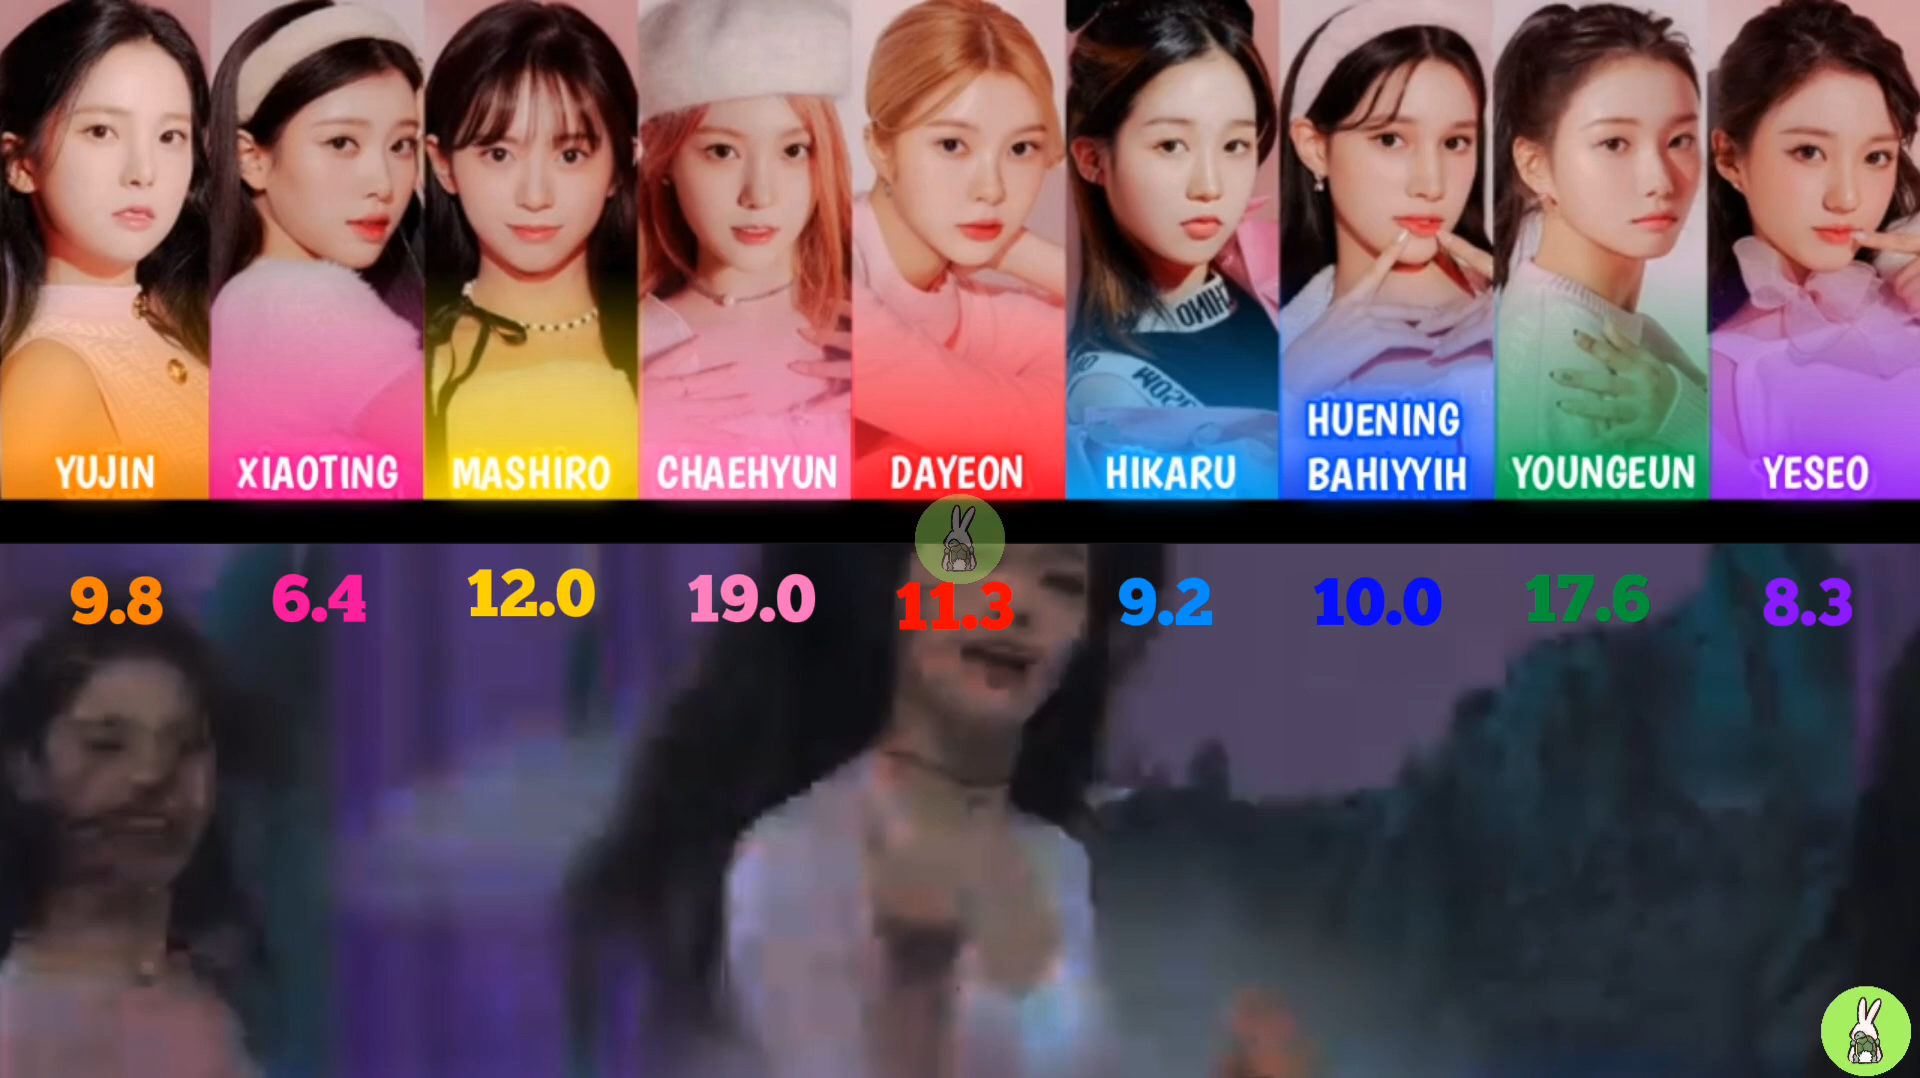 YUJIN
XIAOTING
MASHIRO
CHAEHYUN
DAYEON
HIKARU
HUENING
BAHIYYIH
YOUNGEUN
YESEO
9.8
6.4
12.0
19.0
11.3
9.2
10.0
17.6
8.3